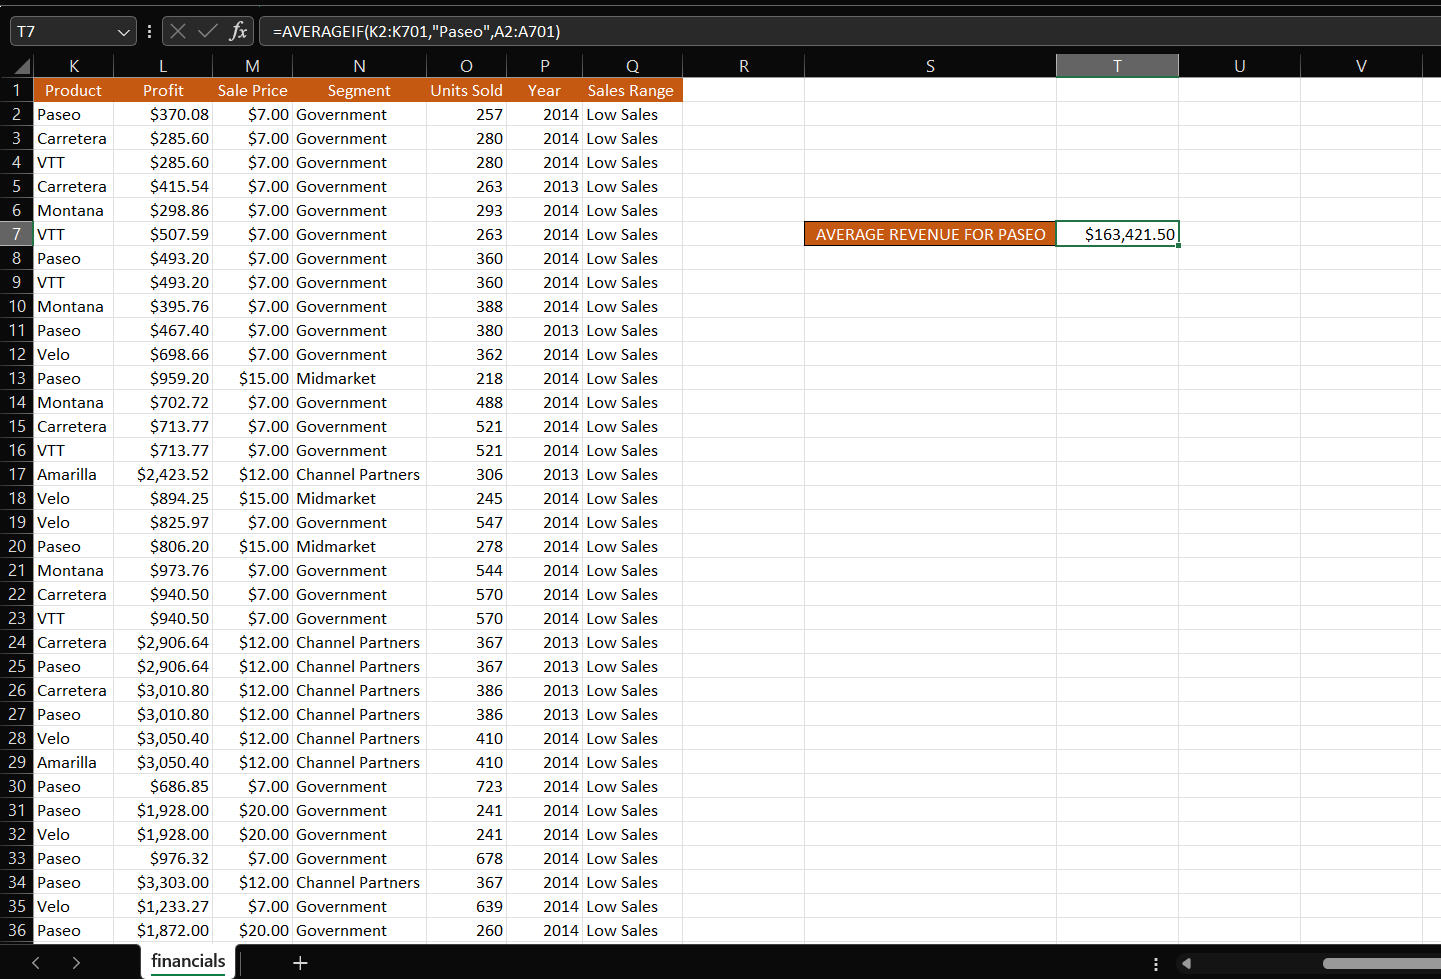 T7 fx =AVERAGEIF(K2:K701,"Paseo",A2:A701)
K L M N O P Q R S T U V
1 Product Profit Sale Price Segment Units Sold Year Sales Range
2 Paseo $370.08 $7.00 Government 257 2014 Low Sales
3 Carretera $285.60 $7.00 Government 280 2014 Low Sales
4 VTT $285.60 $7.00 Government 280 2014 Low Sales
5 Carretera $415.54 $7.00 Government 263 2013 Low Sales
6 Montana $298.86 $7.00 Government 293 2014 Low Sales
7 VTT $507.59 $7.00 Government 263 2014 Low Sales AVERAGE REVENUE FOR PASEO $163,421.50
8 Paseo $493.20 $7.00 Government 360 2014 Low Sales
9 VTT $493.20 $7.00 Government 360 2014 Low Sales
10 Montana $395.76 $7.00 Government 388 2014 Low Sales
11 Paseo $467.40 $7.00 Government 380 2013 Low Sales
12 Velo $698.66 $7.00 Government 362 2014 Low Sales
13 Paseo $959.20 $15.00 Midmarket 218 2014 Low Sales
14 Montana $702.72 $7.00 Government 488 2014 Low Sales
15 Carretera $713.77 $7.00 Government 521 2014 Low Sales
16 VTT $713.77 $7.00 Government 521 2014 Low Sales
17 Amarilla $2,423.52 $12.00 Channel Partners 306 2013 Low Sales
18 Velo $894.25 $15.00 Midmarket 245 2014 Low Sales
19 Velo $825.97 $7.00 Government 547 2014 Low Sales
20 Paseo $806.20 $15.00 Midmarket 278 2014 Low Sales
21 Montana $973.76 $7.00 Government 544 2014 Low Sales
22 Carretera $940.50 $7.00 Government 570 2014 Low Sales
23 VTT $940.50 $7.00 Government 570 2014 Low Sales
24 Carretera $2,906.64 $12.00 Channel Partners 367 2013 Low Sales
25 Paseo $2,906.64 $12.00 Channel Partners 367 2013 Low Sales
26 Carretera $3,010.80 $12.00 Channel Partners 386 2013 Low Sales
27 Paseo $3,010.80 $12.00 Channel Partners 386 2013 Low Sales
28 Velo $3,050.40 $12.00 Channel Partners 410 2014 Low Sales
29 Amarilla $3,050.40 $12.00 Channel Partners 410 2014 Low Sales
30 Paseo $686.85 $7.00 Government 723 2014 Low Sales
31 Paseo $1,928.00 $20.00 Government 241 2014 Low Sales
32 Velo $1,928.00 $20.00 Government 241 2014 Low Sales
33 Paseo $976.32 $7.00 Government 678 2014 Low Sales
34 Paseo $3,303.00 $12.00 Channel Partners 367 2014 Low Sales
35 Velo $1,233.27 $7.00 Government 639 2014 Low Sales
36 Paseo $1,872.00 $20.00 Government 260 2014 Low Sales
financials